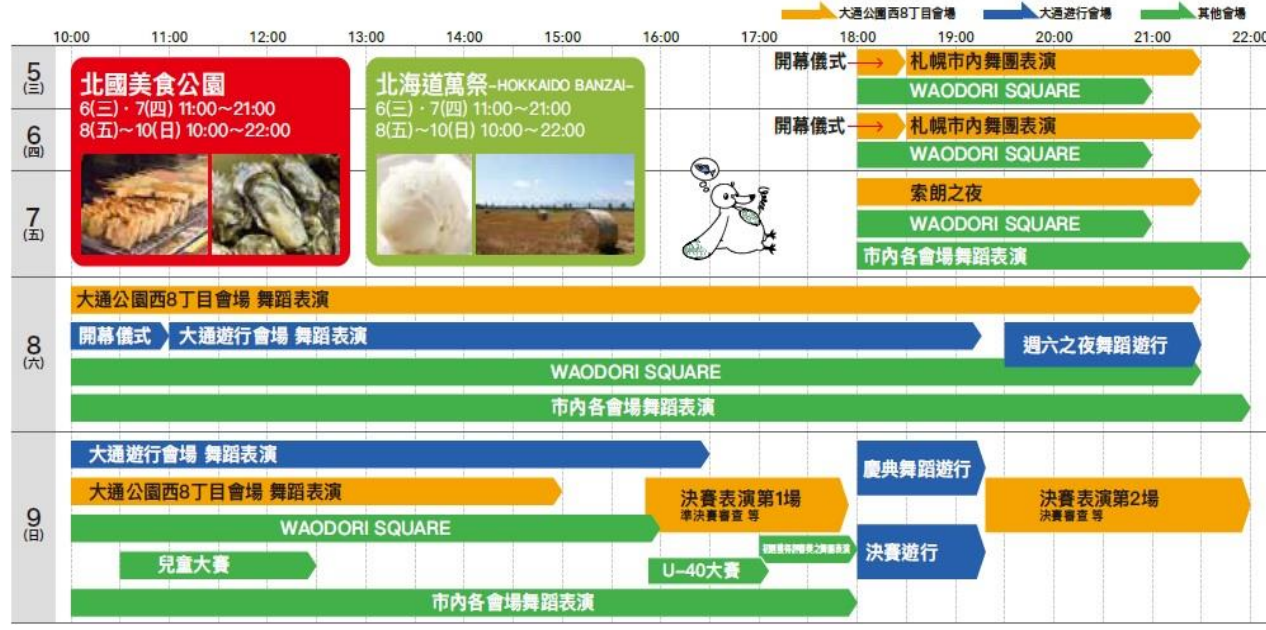 大通公園西8丁目會場
大通遊行會場
其他會場
10:00 11:00 12:00 13:00 14:00 15:00 16:00 17:00 18:00 19:00 20:00 21:00 22:00
5
(三)
北國美食公園
6(三)・7(四) 11:00～21:00
8(五)～10(日) 10:00～22:00
北海道萬祭-HOKKAIDO BANZAI-
6(三)・7(四) 11:00～21:00
8(五)～10(日) 10:00～22:00
開幕儀式
札幌市內舞團表演
WAODORI SQUARE
6
(四)
開幕儀式
札幌市內舞團表演
WAODORI SQUARE
7
(五)
索朗之夜
WAODORI SQUARE
市內各會場舞蹈表演
8
(六)
大通公園西8丁目會場 舞蹈表演
開幕儀式
大通遊行會場 舞蹈表演
週六之夜舞蹈遊行
WAODORI SQUARE
市內各會場舞蹈表演
9
(日)
大通遊行會場 舞蹈表演
慶典舞蹈遊行
大通公園西8丁目會場 舞蹈表演
決賽表演第1場
準決賽審查 等
決賽表演第2場
決賽審查 等
WAODORI SQUARE
兒童大賽
U-40大賽
決賽遊行
市內各會場舞蹈表演